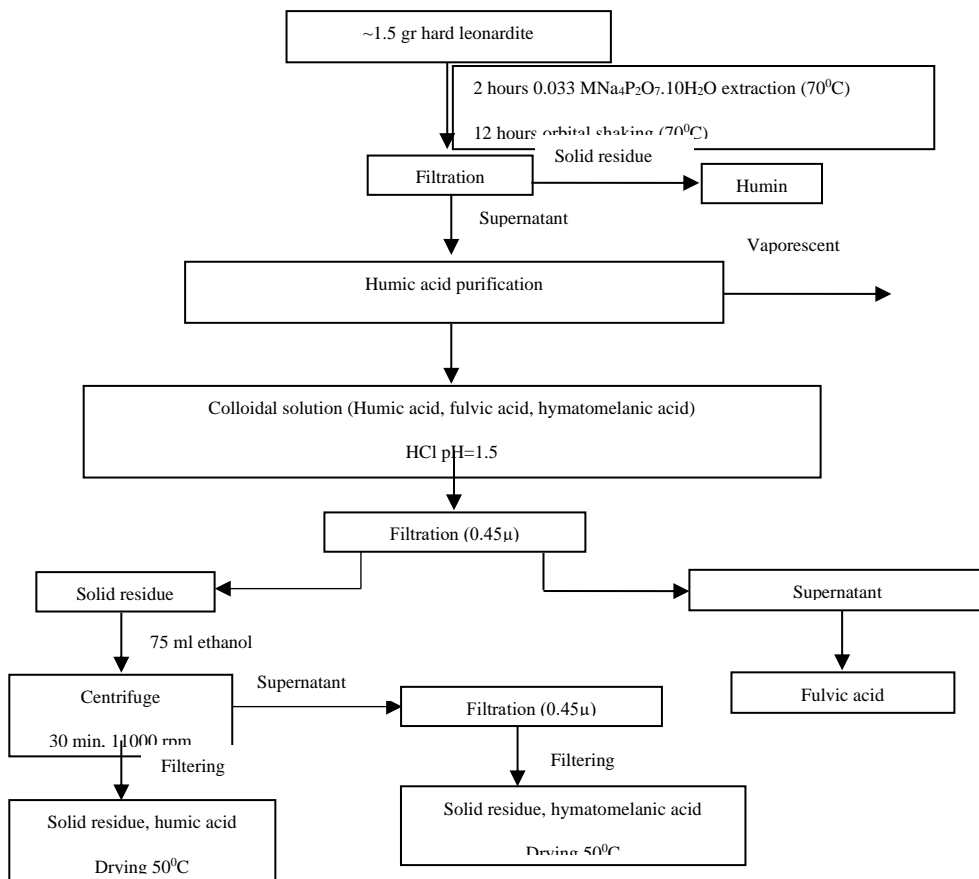 ~1.5 gr hard leonardite
2 hours 0.033 MNa₄P₂O₇.10H₂O extraction (70⁰C)
12 hours orbital shaking (70⁰C)
Solid residue
Filtration
Humin
Supernatant
Vaporescent
Humic acid purification
Colloidal solution (Humic acid, fulvic acid, hymatomelanic acid)
HCl pH=1.5
Filtration (0.45µ)
Solid residue
Supernatant
75 ml ethanol
Centrifuge
30 min, 11000 rpm
Supernatant
Filtration (0.45µ)
Fulvic acid
Filtering
Filtering
Solid residue, humic acid
Drying 50⁰C
Solid residue, hymatomelanic acid
Drying 50⁰C